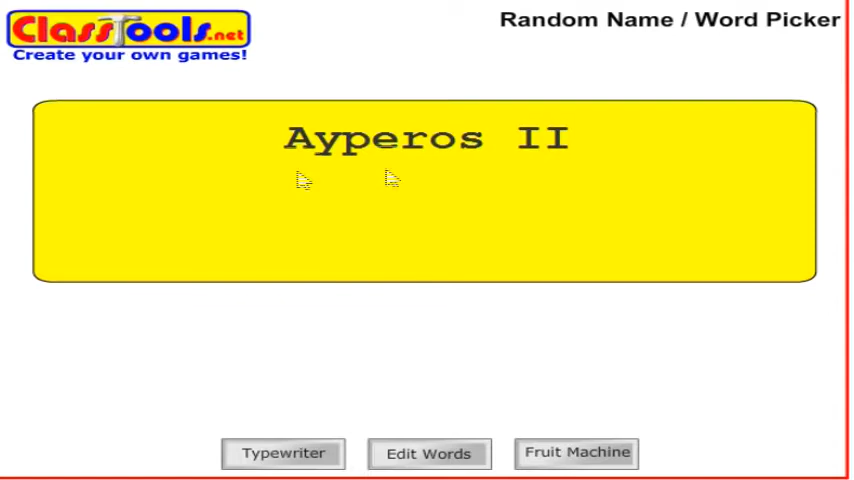 ClassTools.net
Create your own games!
Random Name / Word Picker
Ayperos II
Typewriter
Edit Words
Fruit Machine